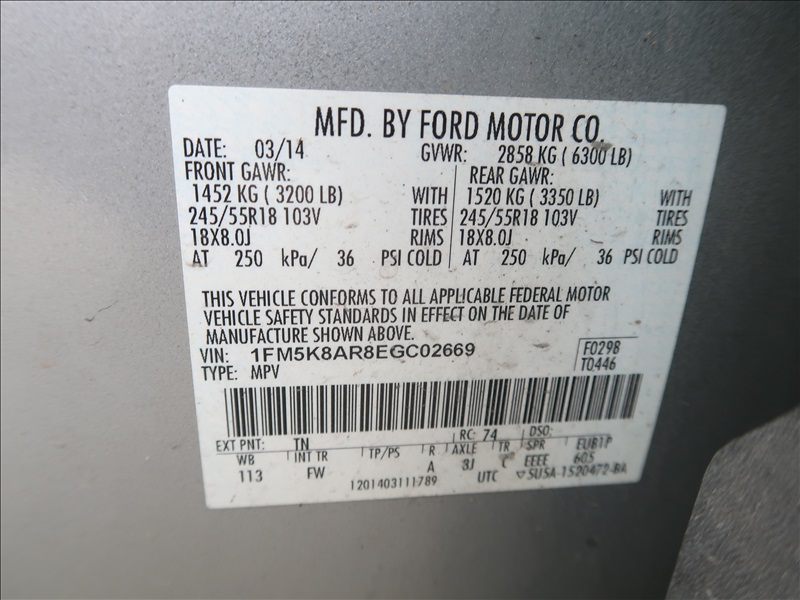 MFD. BY FORD MOTOR CO.
DATE: 03/14 GVWR: 2858 KG ( 6300 LB)
FRONT GAWR: REAR GAWR:
1452 KG ( 3200 LB) WITH 1520 KG ( 3350 LB) WITH
245/55R18 103V TIRES 245/55R18 103V TIRES
18X8.0J RIMS 18X8.0J RIMS
AT 250 kPa/ 36 PSI COLD AT 250 kPa/ 36 PSI COLD
THIS VEHICLE CONFORMS TO ALL APPLICABLE FEDERAL MOTOR
VEHICLE SAFETY STANDARDS IN EFFECT ON THE DATE OF
MANUFACTURE SHOWN ABOVE.
VIN: 1FM5K8AR8EGC02669 F0298
TYPE: MPV T0446
EXT PNT: TN RC: 74 DSO:
WB INT TR TP/PS R AXLE TR SPR EUB1P
113 FW A 3J EEEE 605
1201403111789 UTC ▽5U5A-1520472-BA